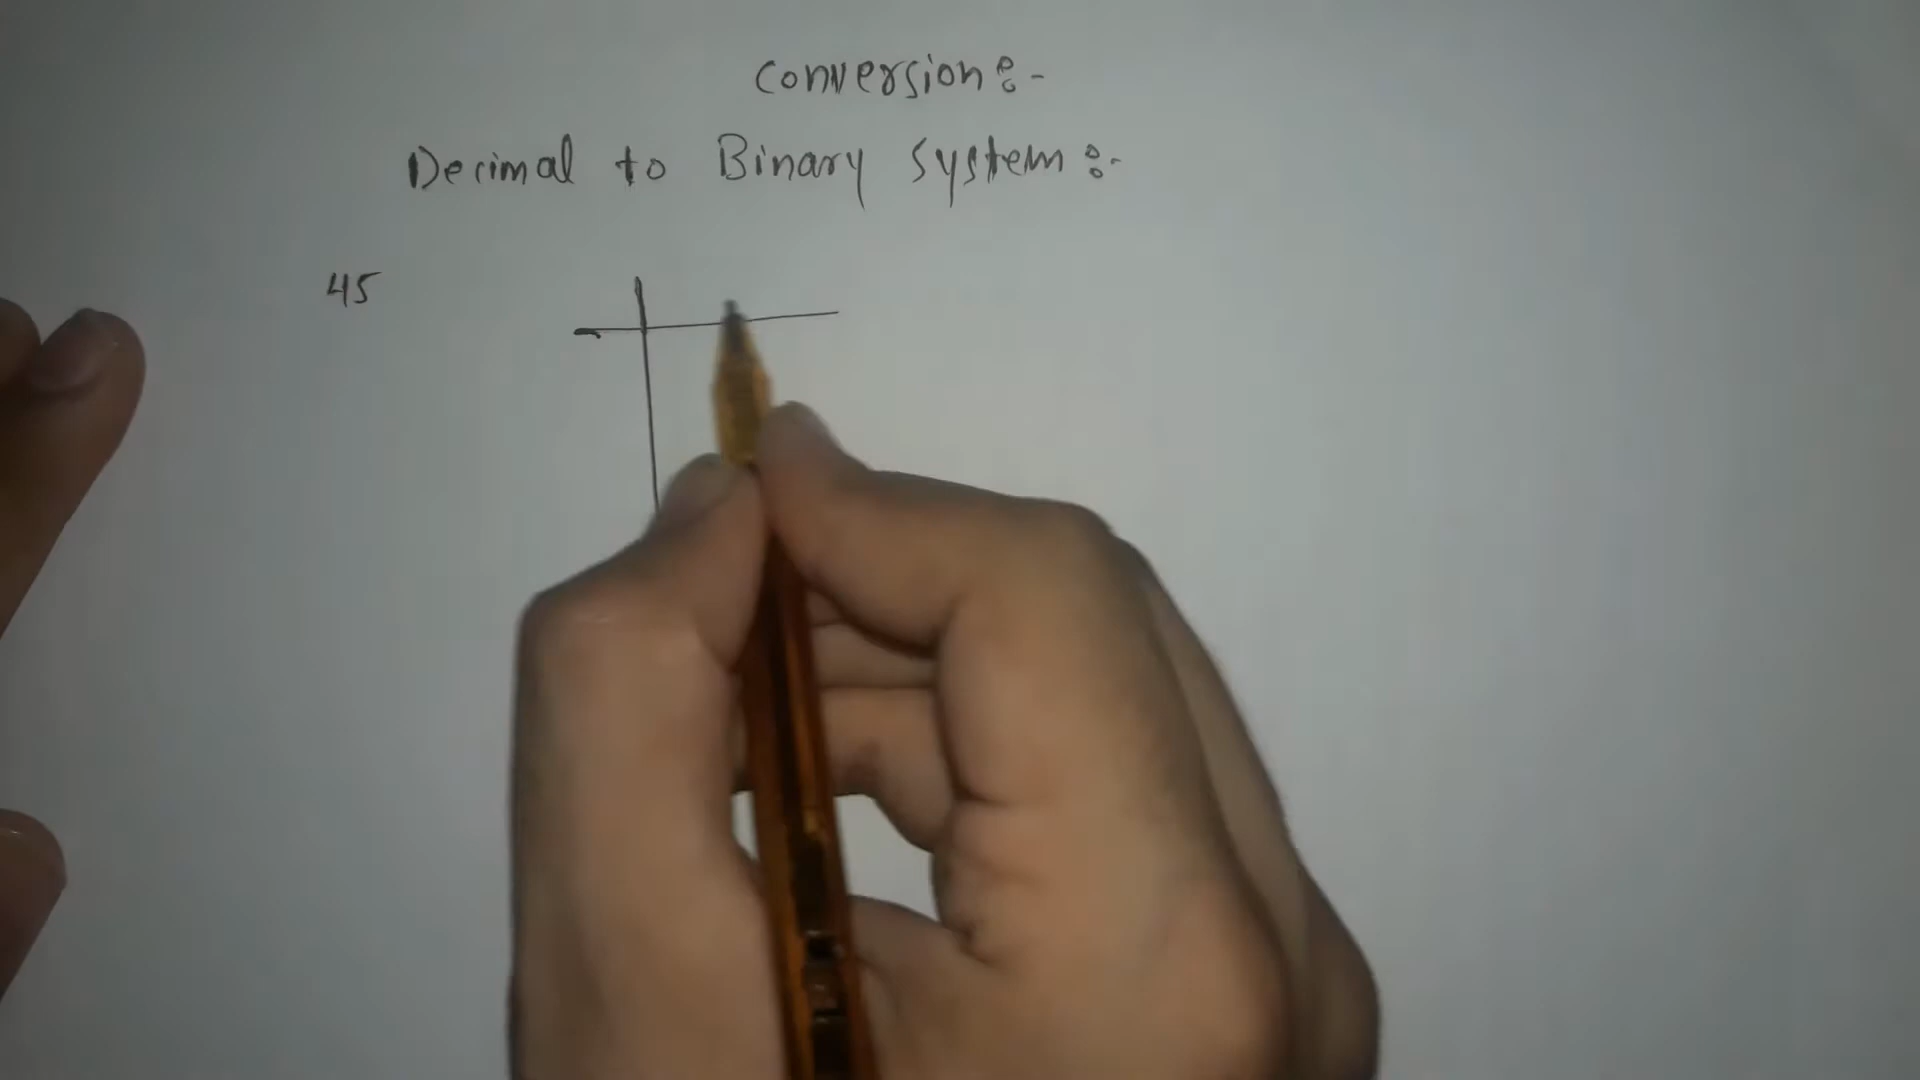 Conversion:-
Decimal to Binary System:-
45